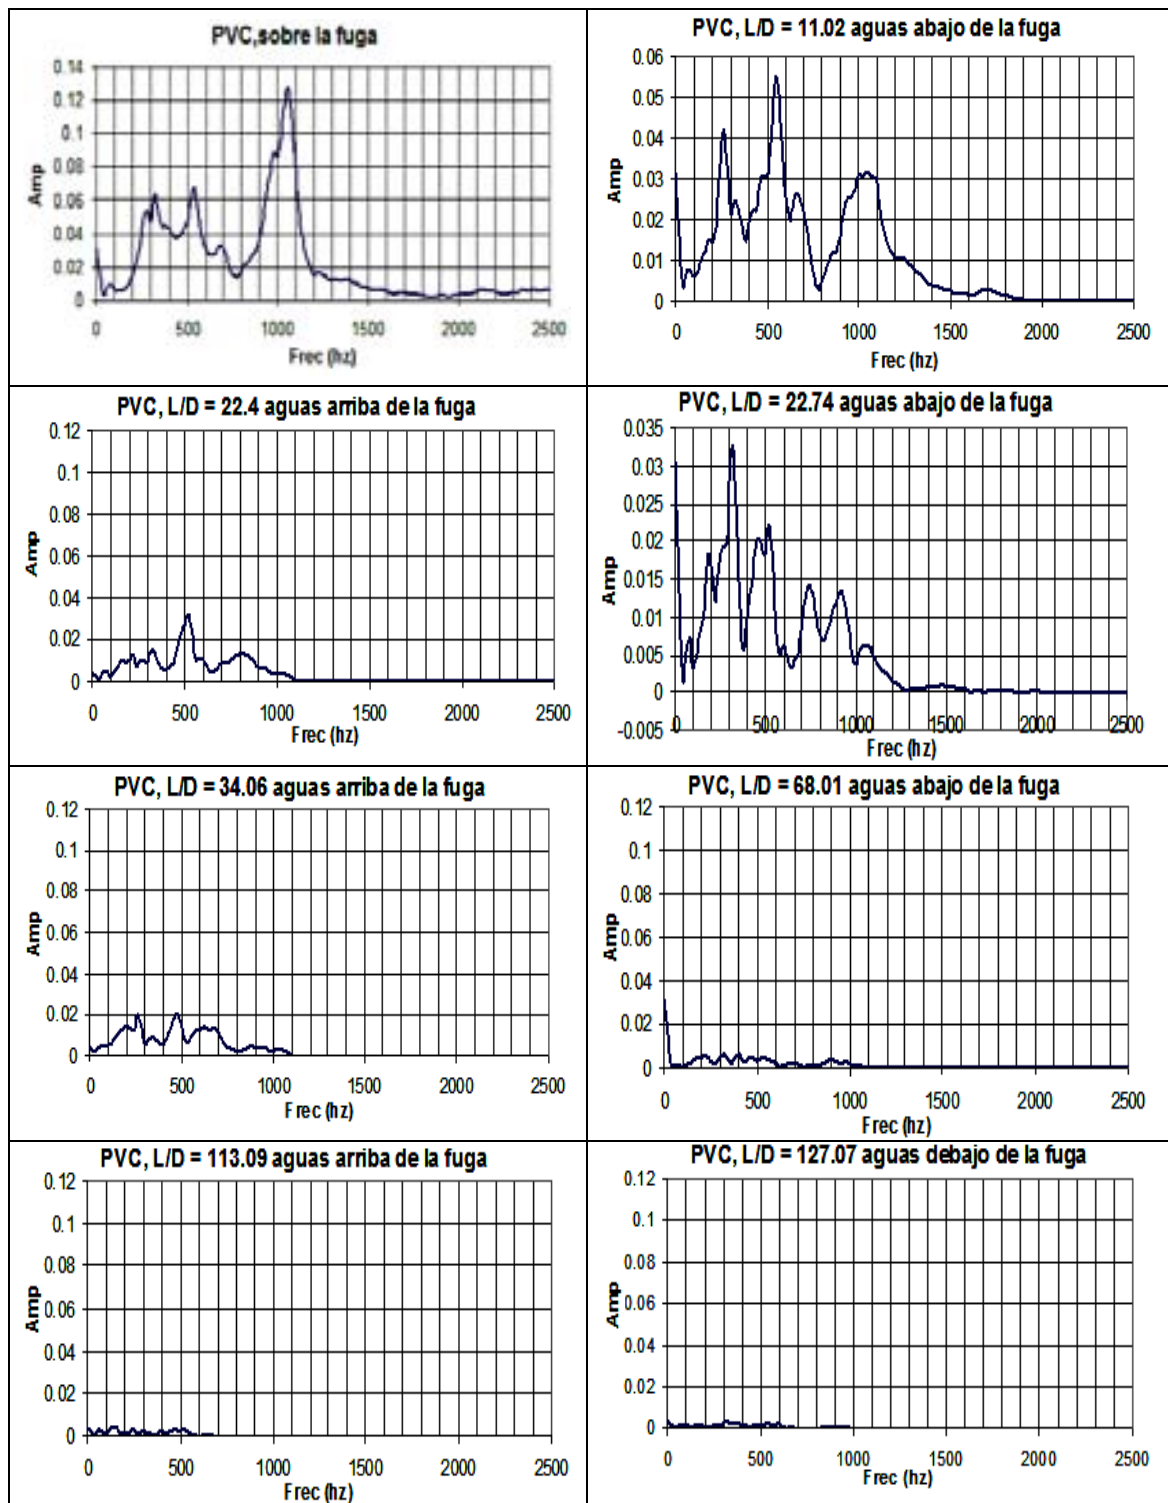 PVC,sobre la fuga
0.14
0.12
0.1
0.08
0.06
0.04
0.02
0
Amp
0 500 1000 1500 2000 2500
Frec (hz)
PVC, L/D = 11.02 aguas abajo de la fuga
0.06
0.05
0.04
0.03
0.02
0.01
0
Amp
0 500 1000 1500 2000 2500
Frec (hz)
PVC, L/D = 22.4 aguas arriba de la fuga
0.12
0.1
0.08
0.06
0.04
0.02
0
Amp
0 500 1000 1500 2000 2500
Frec (hz)
PVC, L/D = 22.74 aguas abajo de la fuga
0.035
0.03
0.025
0.02
0.015
0.01
0.005
0
-0.005
Amp
0 500 1000 1500 2000 2500
Frec (hz)
PVC, L/D = 34.06 aguas arriba de la fuga
0.12
0.1
0.08
0.06
0.04
0.02
0
Amp
0 500 1000 1500 2000 2500
Frec (hz)
PVC, L/D = 68.01 aguas abajo de la fuga
0.12
0.1
0.08
0.06
0.04
0.02
0
Amp
0 500 1000 1500 2000 2500
Frec (hz)
PVC, L/D = 113.09 aguas arriba de la fuga
0.12
0.1
0.08
0.06
0.04
0.02
0
Amp
0 500 1000 1500 2000 2500
Frec (hz)
PVC, L/D = 127.07 aguas debajo de la fuga
0.12
0.1
0.08
0.06
0.04
0.02
0
Amp
0 500 1000 1500 2000 2500
Frec (hz)